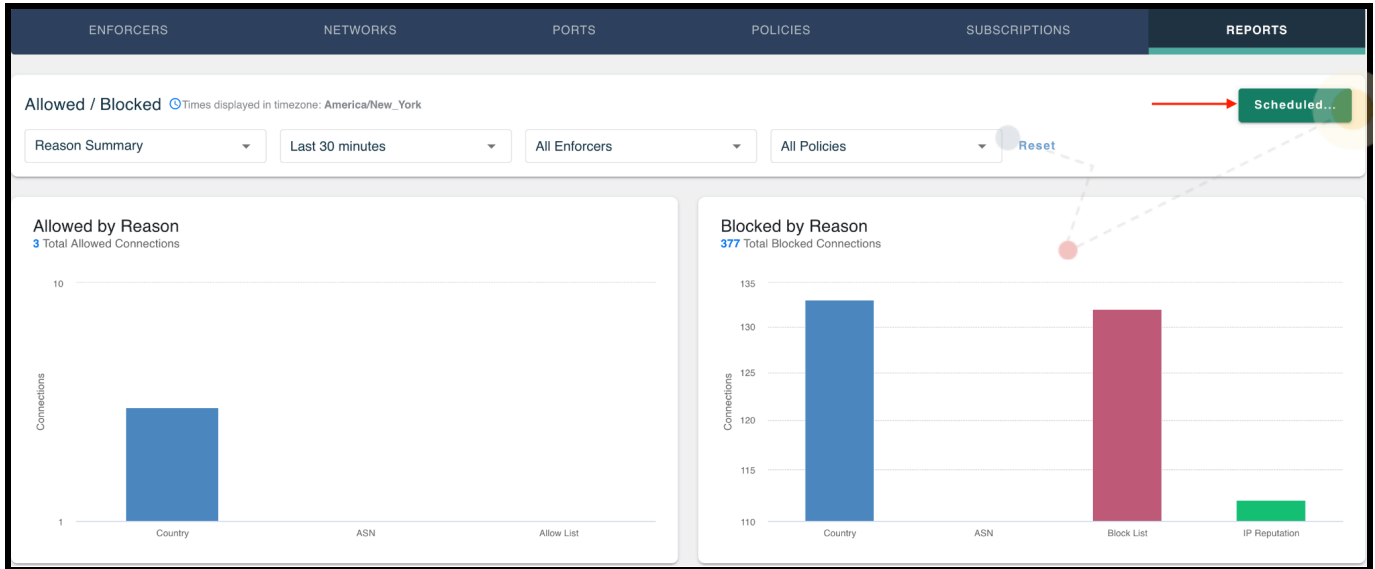 ENFORCERS NETWORKS PORTS POLICIES SUBSCRIPTIONS REPORTS
Allowed / Blocked Times displayed in timezone: America/New_York Scheduled...
Reason Summary Last 30 minutes All Enforcers All Policies Reset
Allowed by Reason
3 Total Allowed Connections
10
Connections
1
Country ASN Allow List
Blocked by Reason
377 Total Blocked Connections
135
130
125
120
115
110
Connections
Country ASN Block List IP Reputation